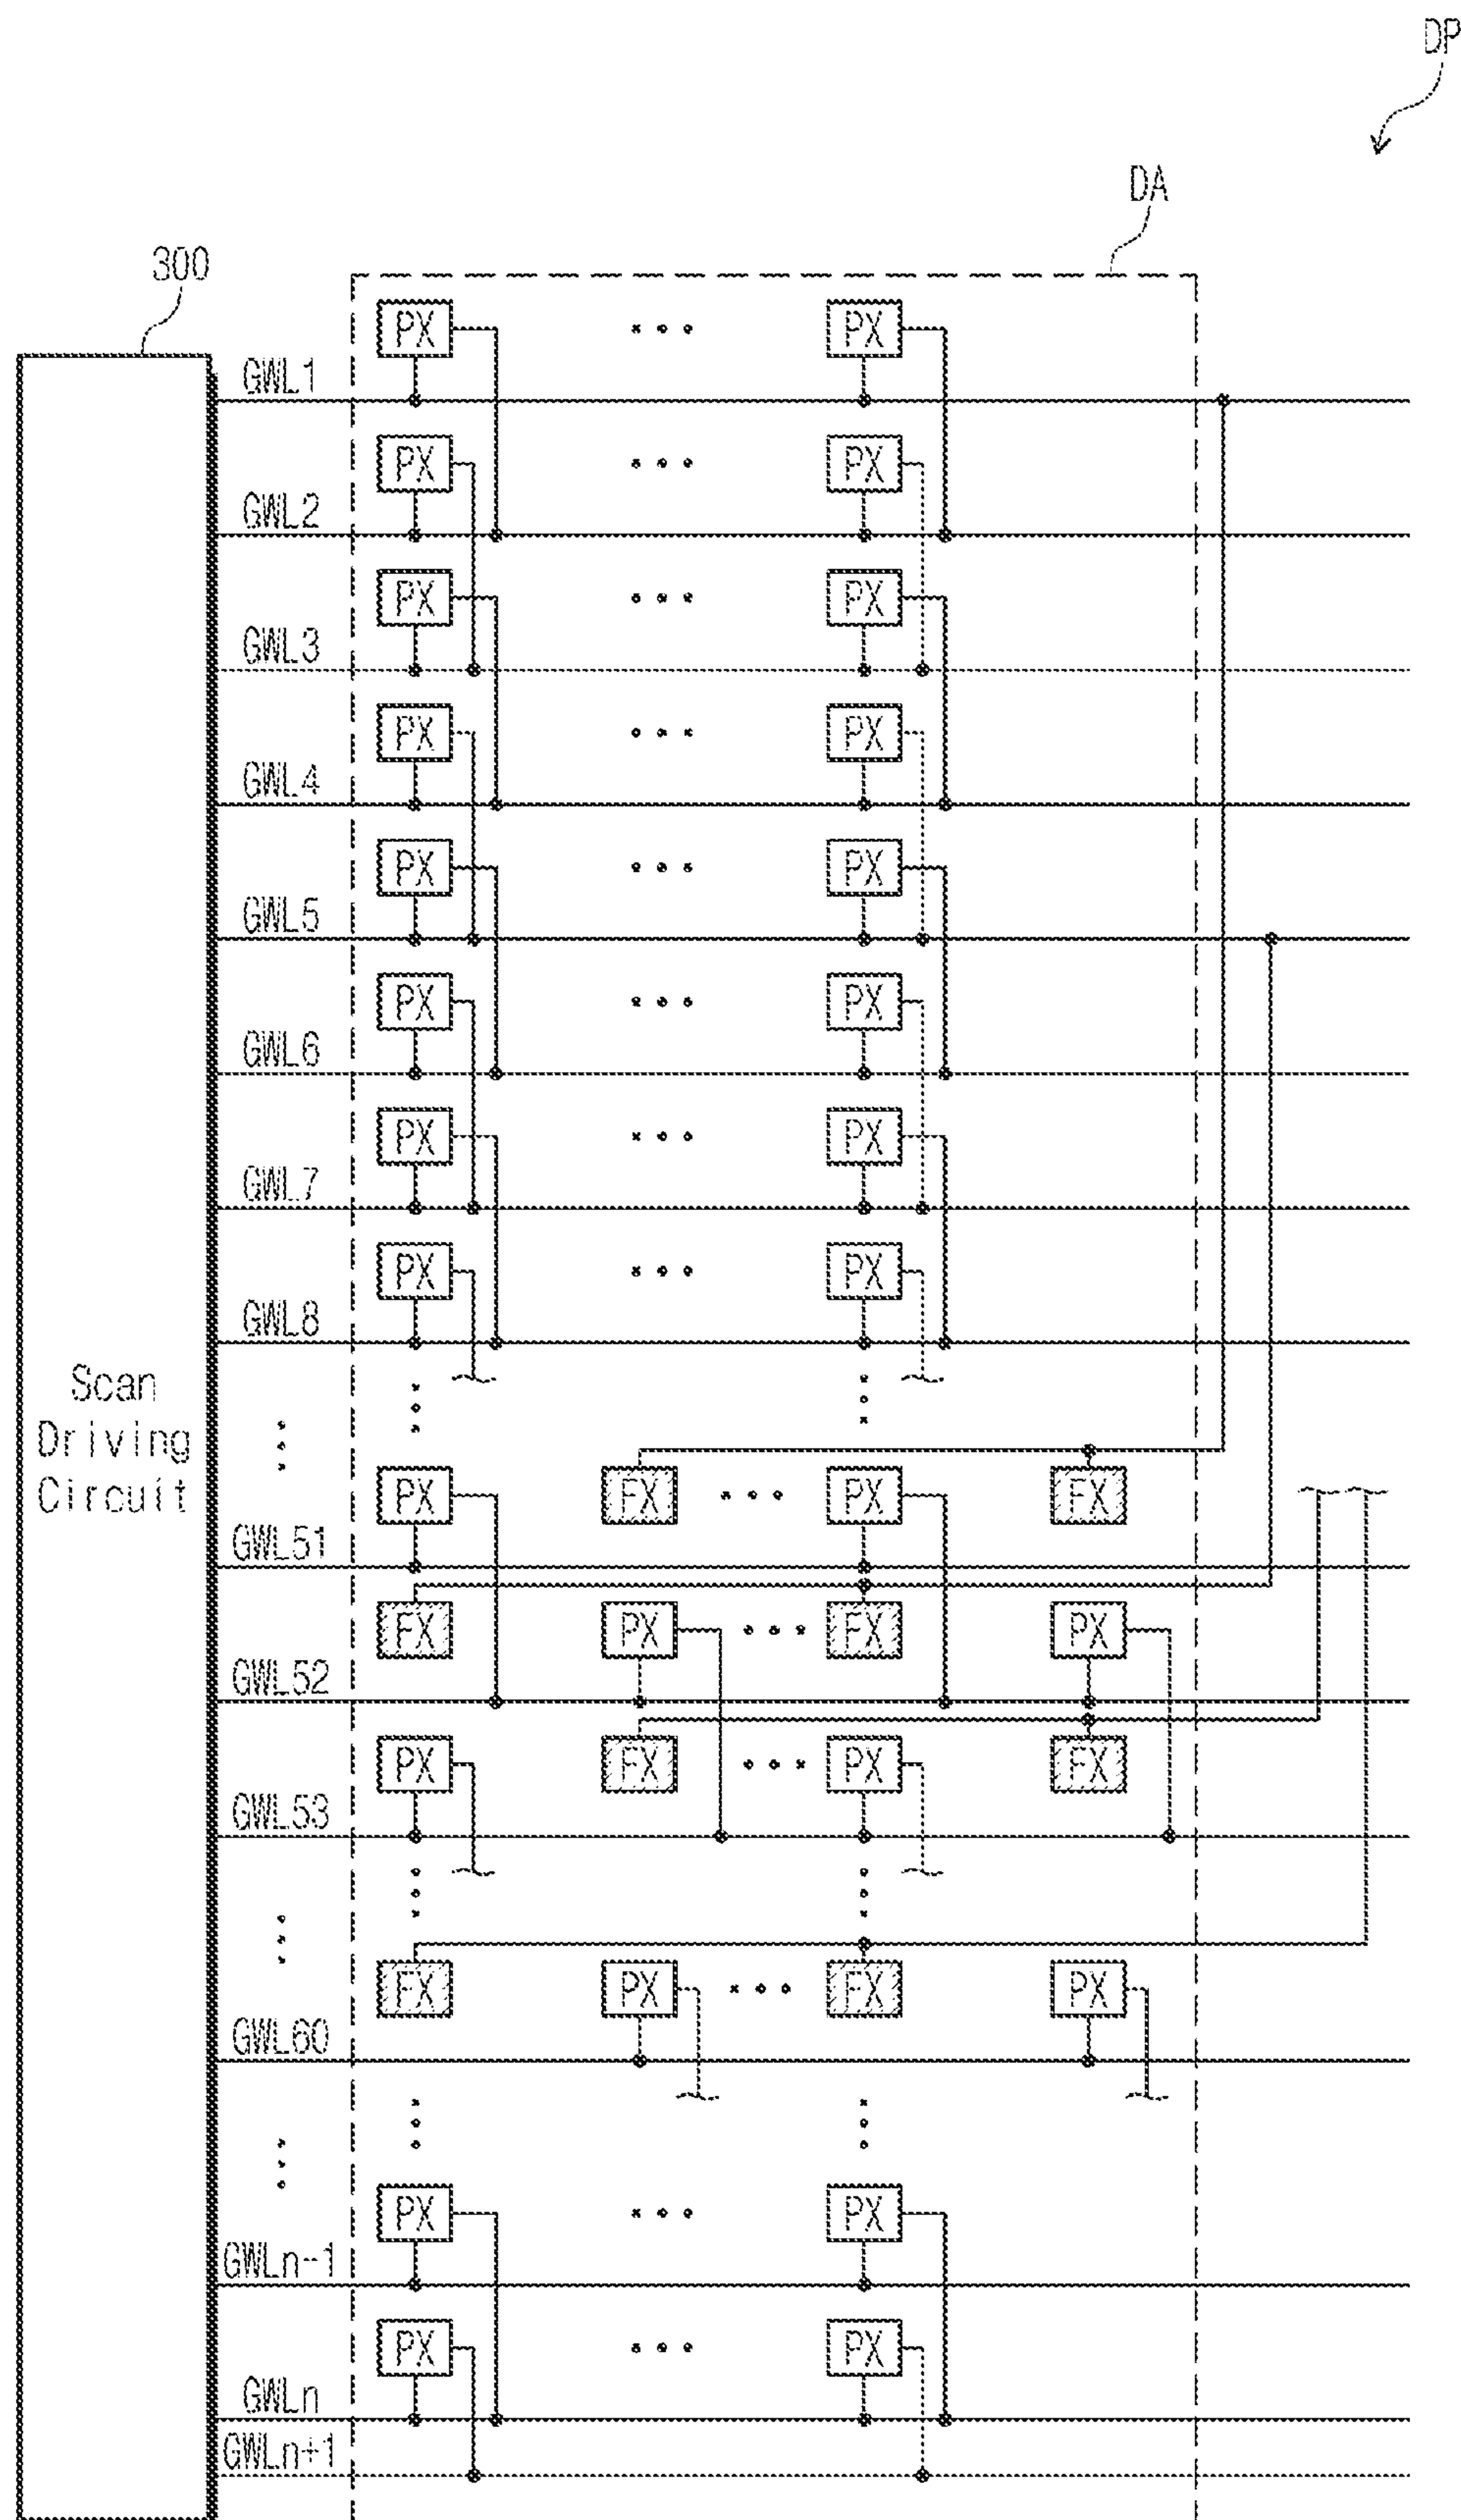 DP
DA
300
PX PX
GWL1
PX PX
GWL2
PX PX
GWL3
PX PX
GWL4
PX PX
GWL5
PX PX
GWL6
PX PX
GWL7
PX PX
GWL8
Scan
Driving
Circuit
PX FX PX FX
GWL51
FX PX FX PX
GWL52
PX FX PX FX
GWL53
FX PX FX PX
GWL60
PX PX
GWLn-1
PX PX
GWLn
GWLn+1